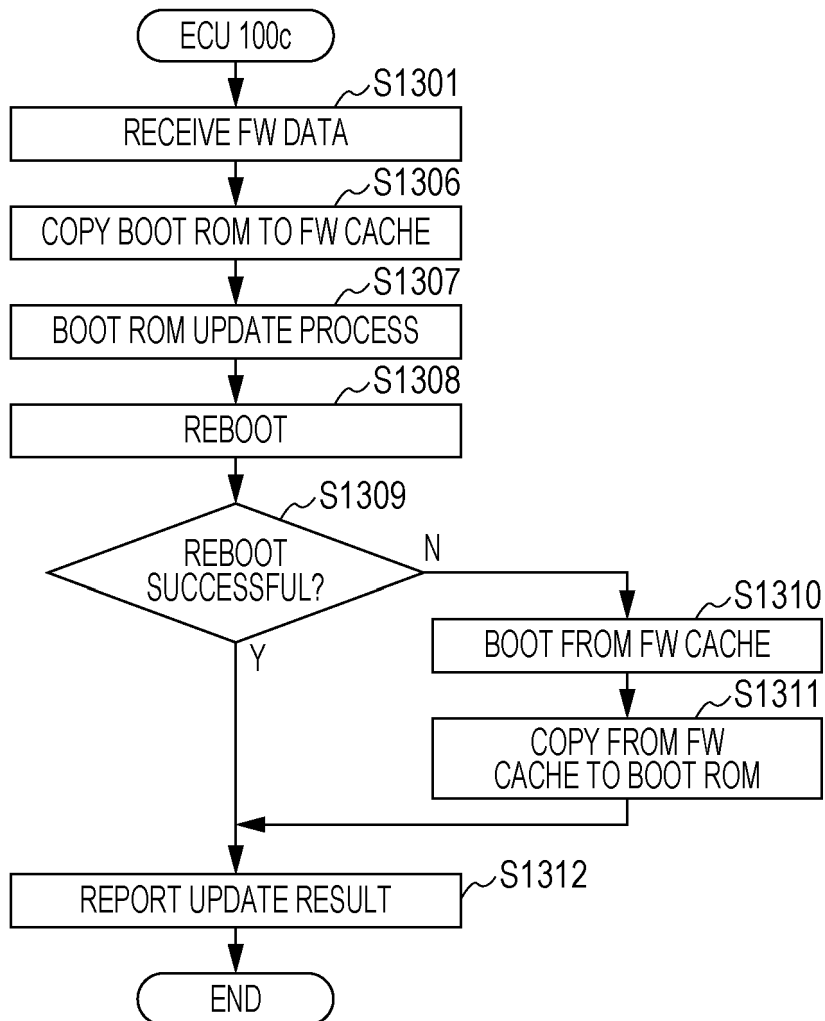 ECU 100c
S1301
RECEIVE FW DATA
S1306
COPY BOOT ROM TO FW CACHE
S1307
BOOT ROM UPDATE PROCESS
S1308
REBOOT
S1309
REBOOT
SUCCESSFUL?
N
Y
S1310
BOOT FROM FW CACHE
S1311
COPY FROM FW
CACHE TO BOOT ROM
S1312
REPORT UPDATE RESULT
END